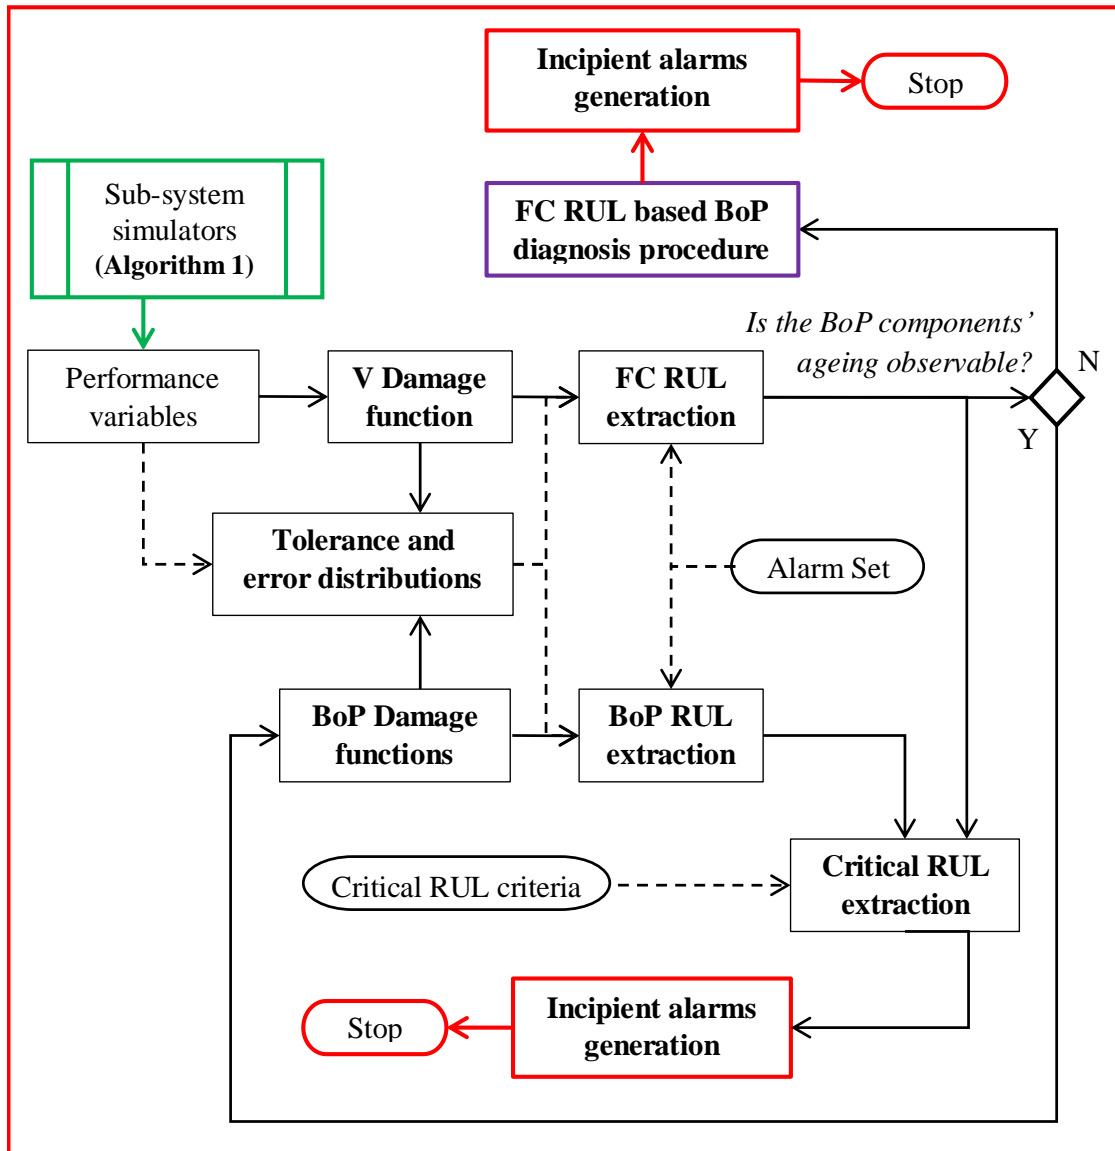 Incipient alarms
generation
Stop
Sub-system
simulators
(Algorithm 1)
FC RUL based BoP
diagnosis procedure
Is the BoP components’
ageing observable?
N
Y
Performance
variables
V Damage
function
FC RUL
extraction
Tolerance and
error distributions
Alarm Set
BoP Damage
functions
BoP RUL
extraction
Critical RUL criteria
Critical RUL
extraction
Stop
Incipient alarms
generation